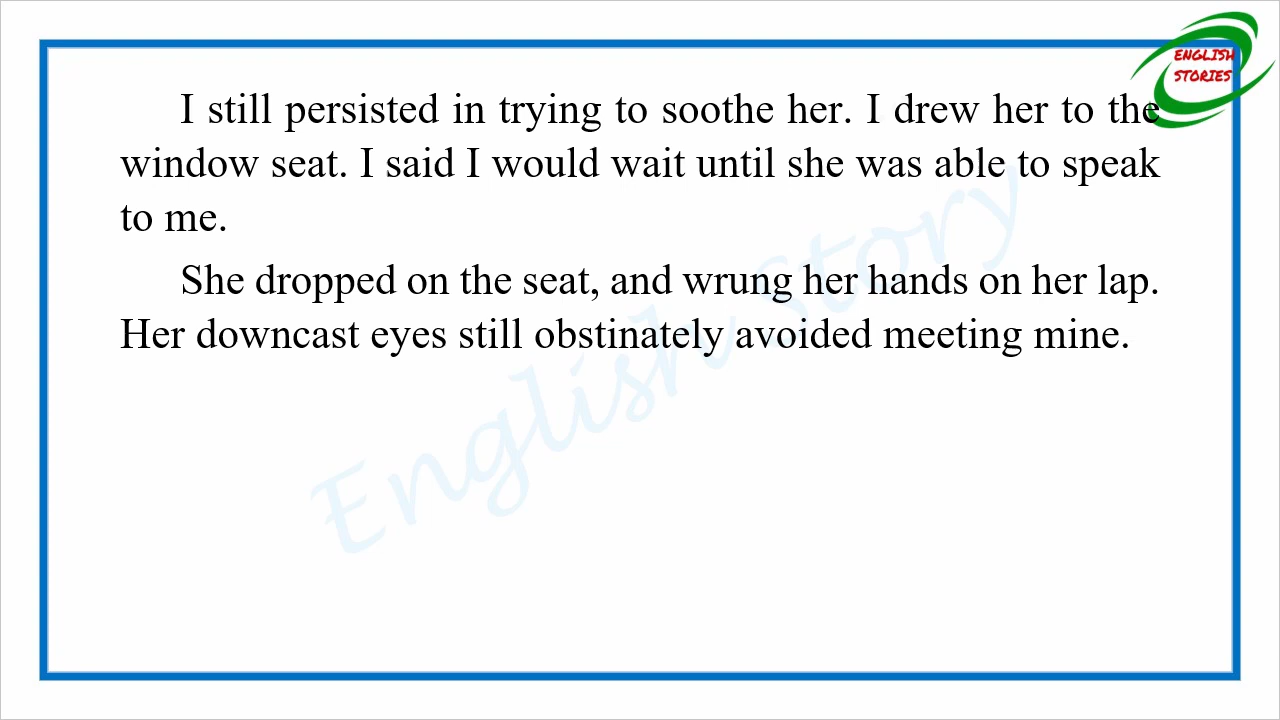 ENGLISH
STORIES
I still persisted in trying to soothe her. I drew her to the
window seat. I said I would wait until she was able to speak
to me.
She dropped on the seat, and wrung her hands on her lap.
Her downcast eyes still obstinately avoided meeting mine.
English Story